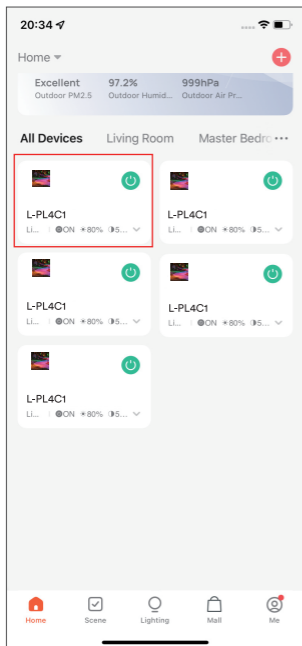 20:34
Home
Excellent 97.2% 999hPa
Outdoor PM2.5 Outdoor Humid... Outdoor Air Pr...
All Devices Living Room Master Bedro ...
L-PL4C1 L-PL4C1
Li... ON 80% 5... Li... ON 80% 5...
L-PL4C1 L-PL4C1
Li... ON 80% 5... Li... ON 80% 5...
L-PL4C1
Li... ON 80% 5...
Home Scene Lighting Mall Me